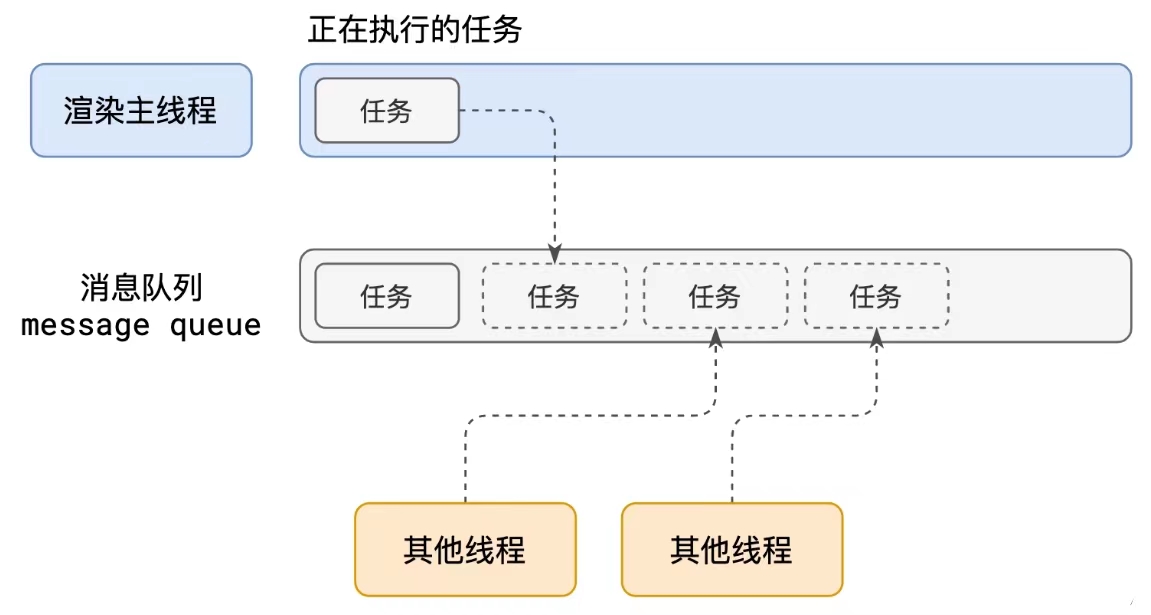 正在执行的任务
渲染主线程
任务
消息队列
message queue
任务
任务
任务
任务
其他线程
其他线程